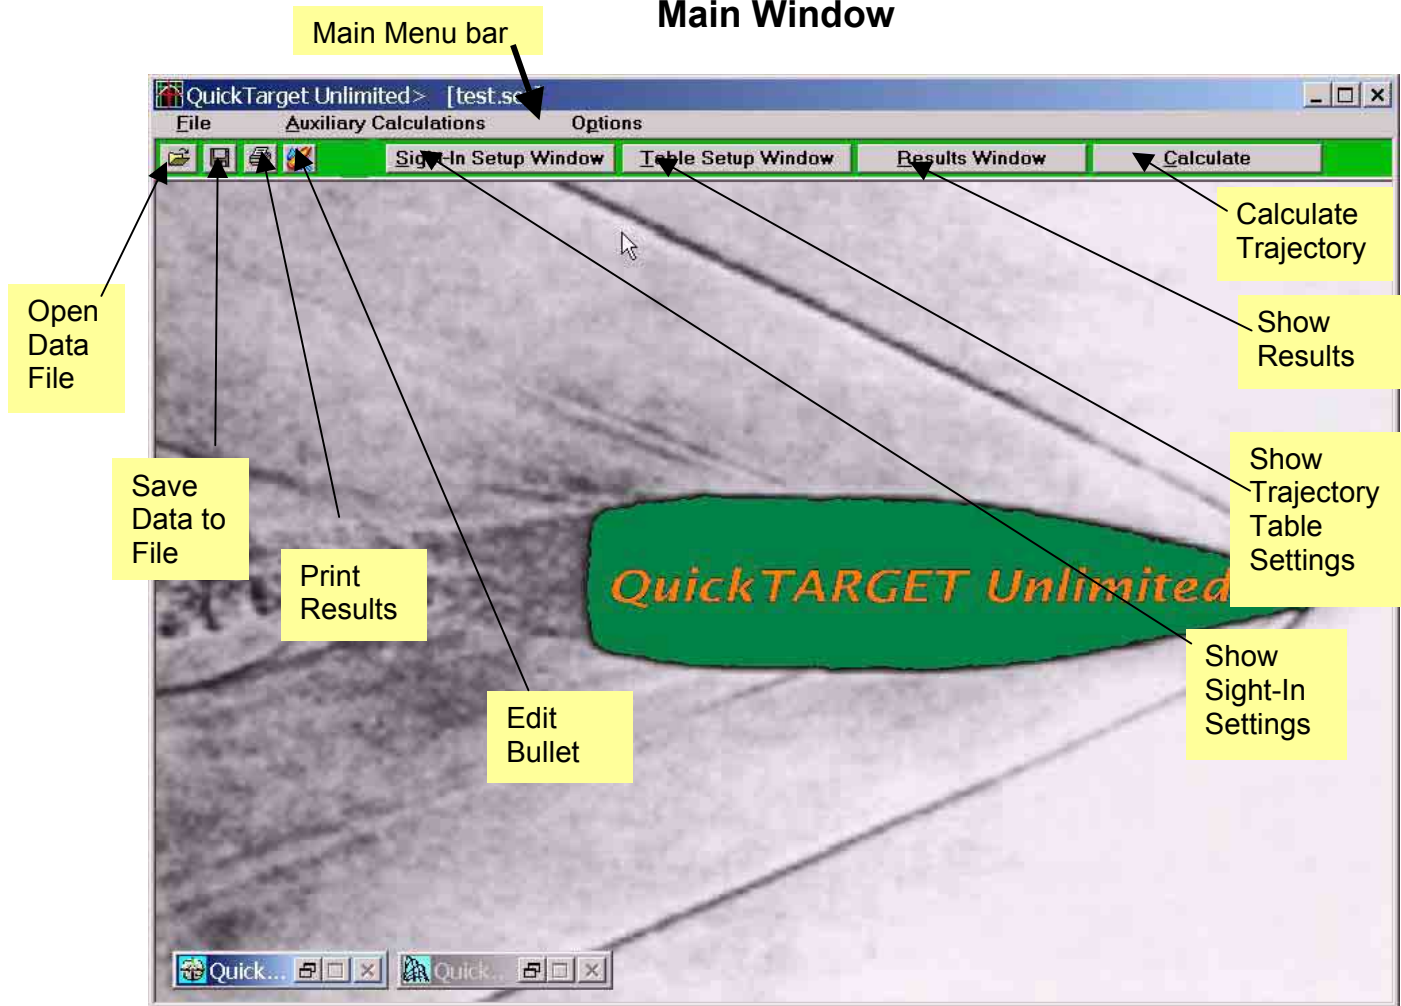 Main Window
Main Menu bar
QuickTarget Unlimited> [test.so
File Auxiliary Calculations Options
Sight-In Setup Window Table Setup Window Results Window Calculate
Calculate
Trajectory
Open
Data
File
Show
Results
Save
Data to
File
Show
Trajectory
Table
Settings
Print
Results
QuickTARGET Unlimited
Show
Sight-In
Settings
Edit
Bullet
Quick... Quick...